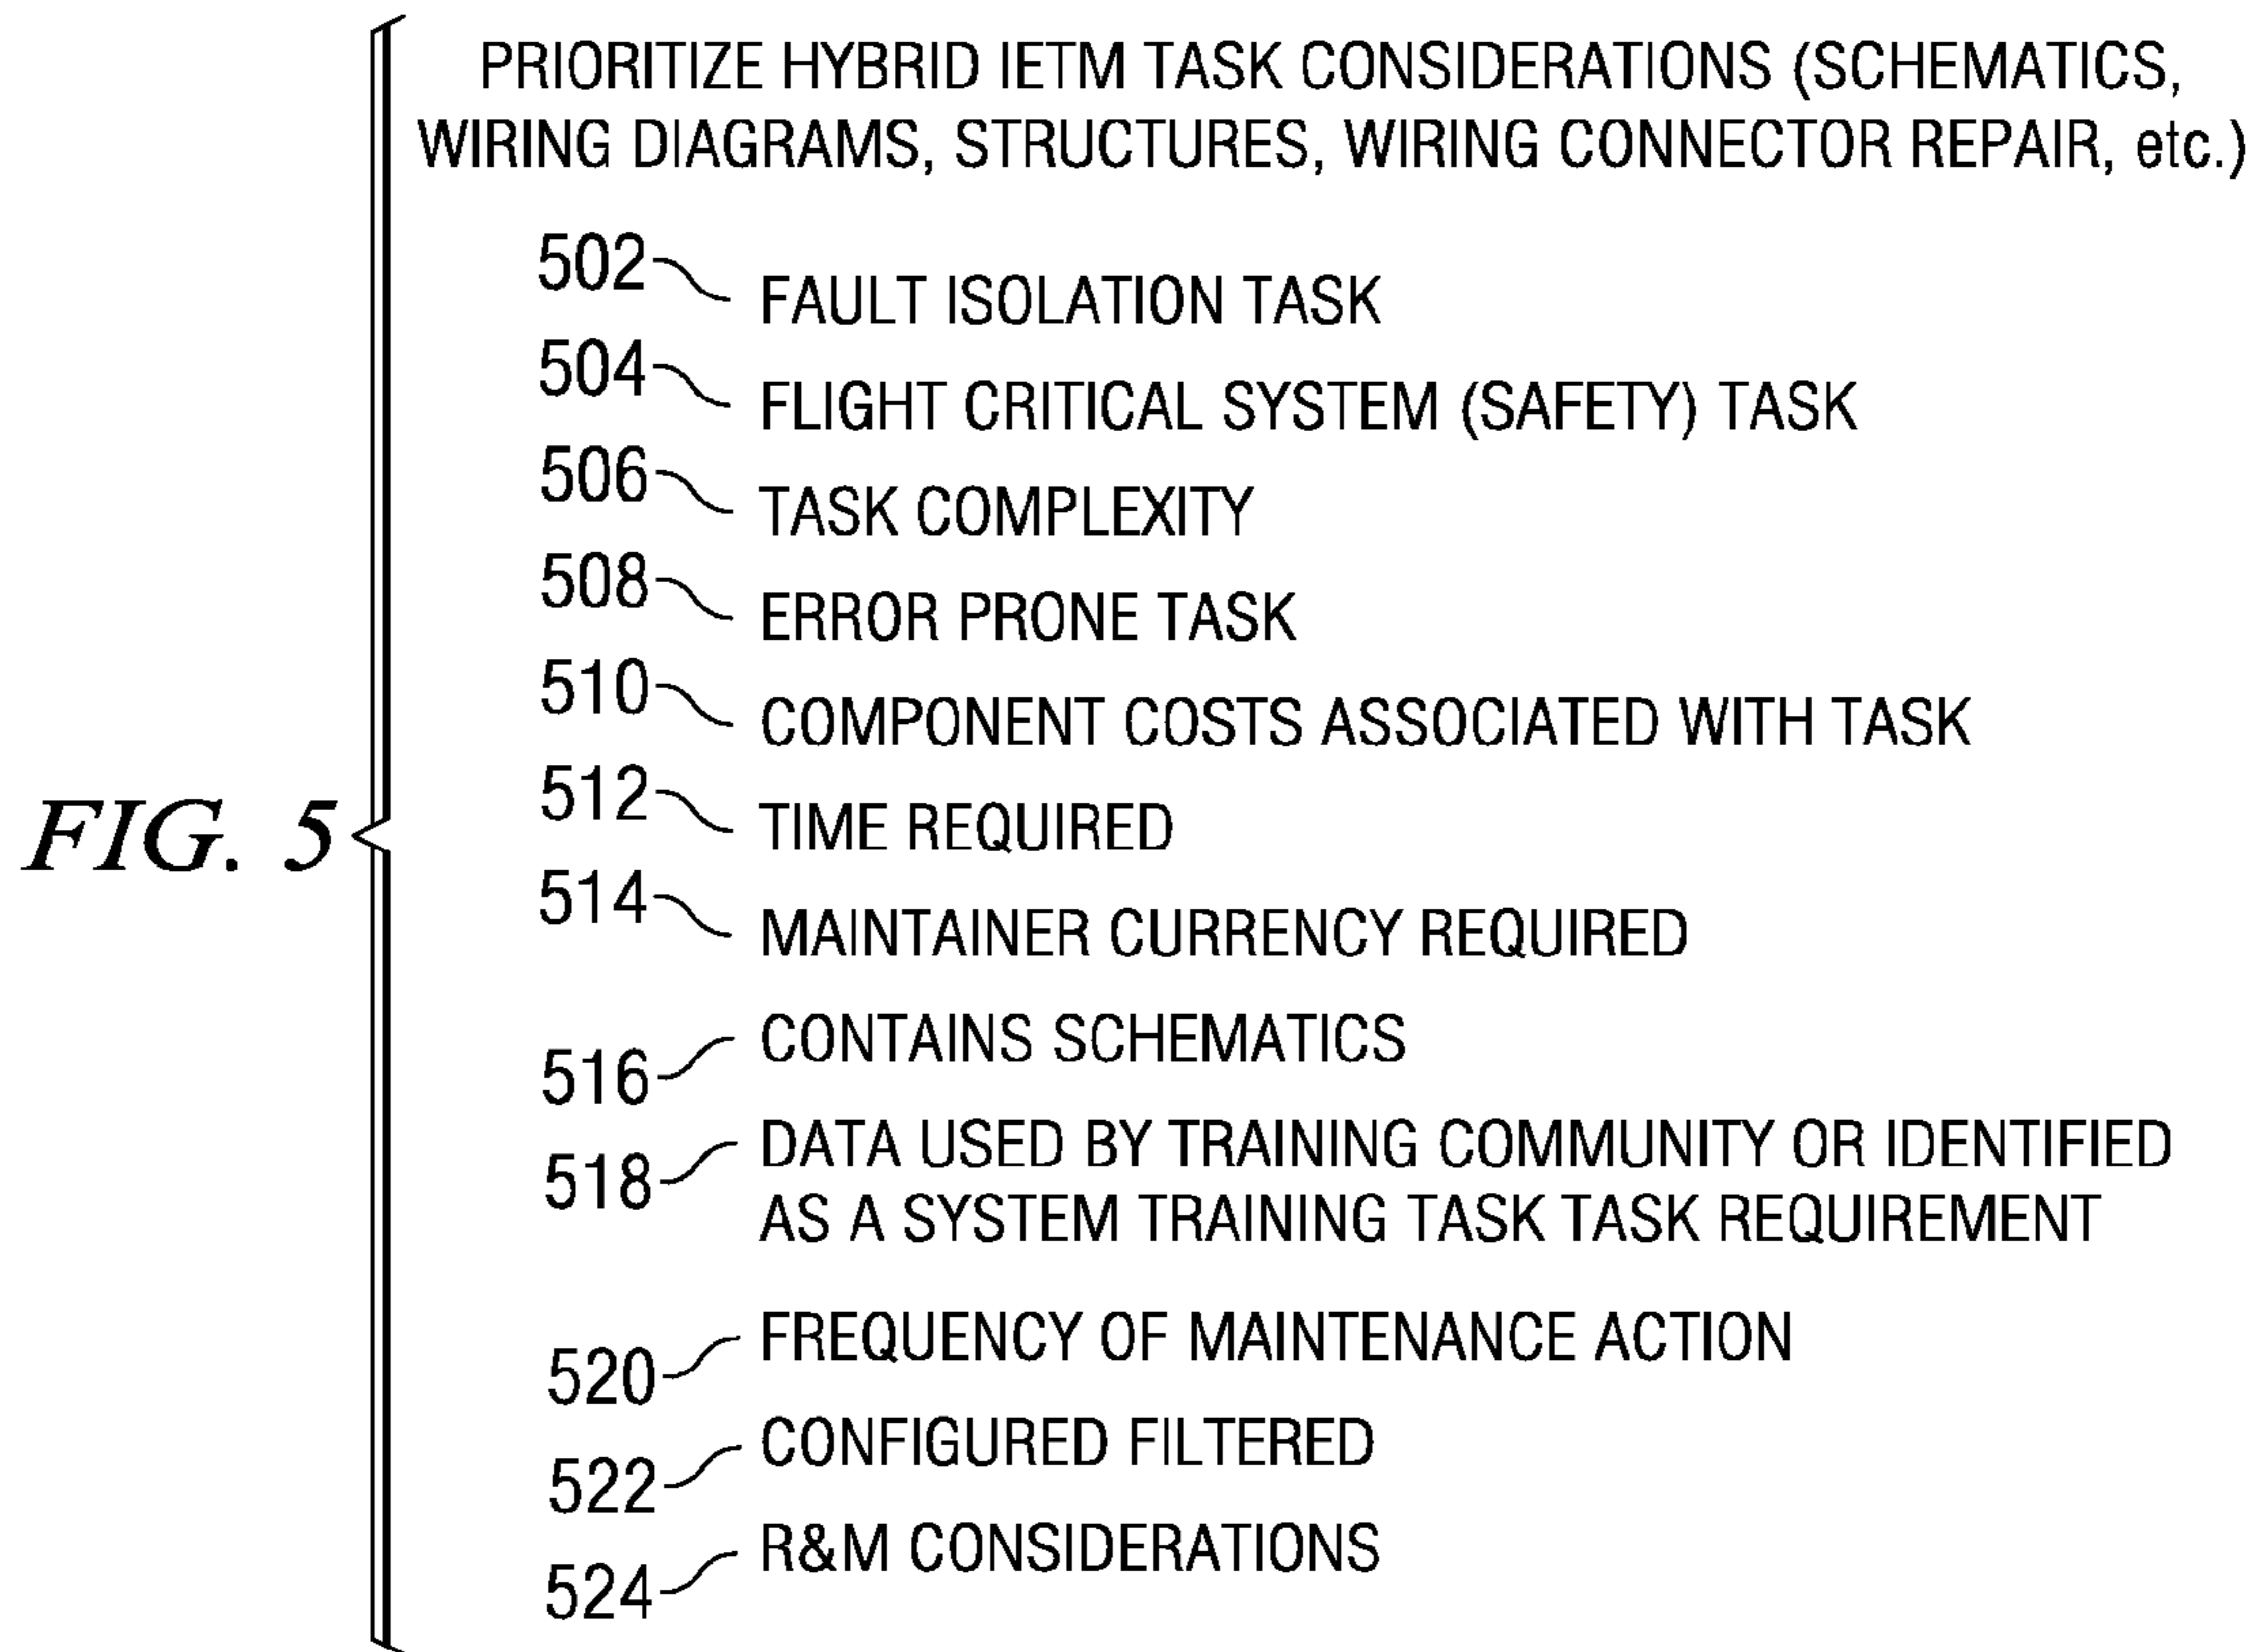 PRIORITIZE HYBRID IETM TASK CONSIDERATIONS (SCHEMATICS,
WIRING DIAGRAMS, STRUCTURES, WIRING CONNECTOR REPAIR, etc.)
502 FAULT ISOLATION TASK
504 FLIGHT CRITICAL SYSTEM (SAFETY) TASK
506 TASK COMPLEXITY
508 ERROR PRONE TASK
510 COMPONENT COSTS ASSOCIATED WITH TASK
512 TIME REQUIRED
FIG. 5
514 MAINTAINER CURRENCY REQUIRED
516 CONTAINS SCHEMATICS
518 DATA USED BY TRAINING COMMUNITY OR IDENTIFIED
AS A SYSTEM TRAINING TASK TASK REQUIREMENT
520 FREQUENCY OF MAINTENANCE ACTION
522 CONFIGURED FILTERED
524 R&M CONSIDERATIONS